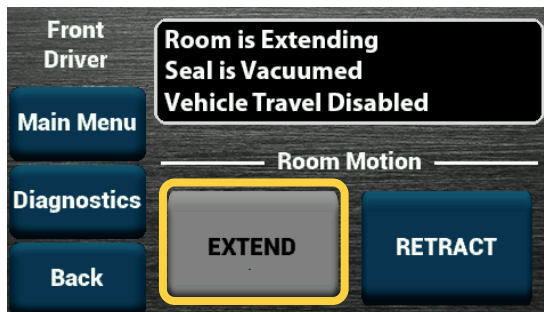 Front
Driver
Room is Extending
Seal is Vacuumed
Vehicle Travel Disabled
Main Menu
Room Motion
Diagnostics
EXTEND
RETRACT
Back